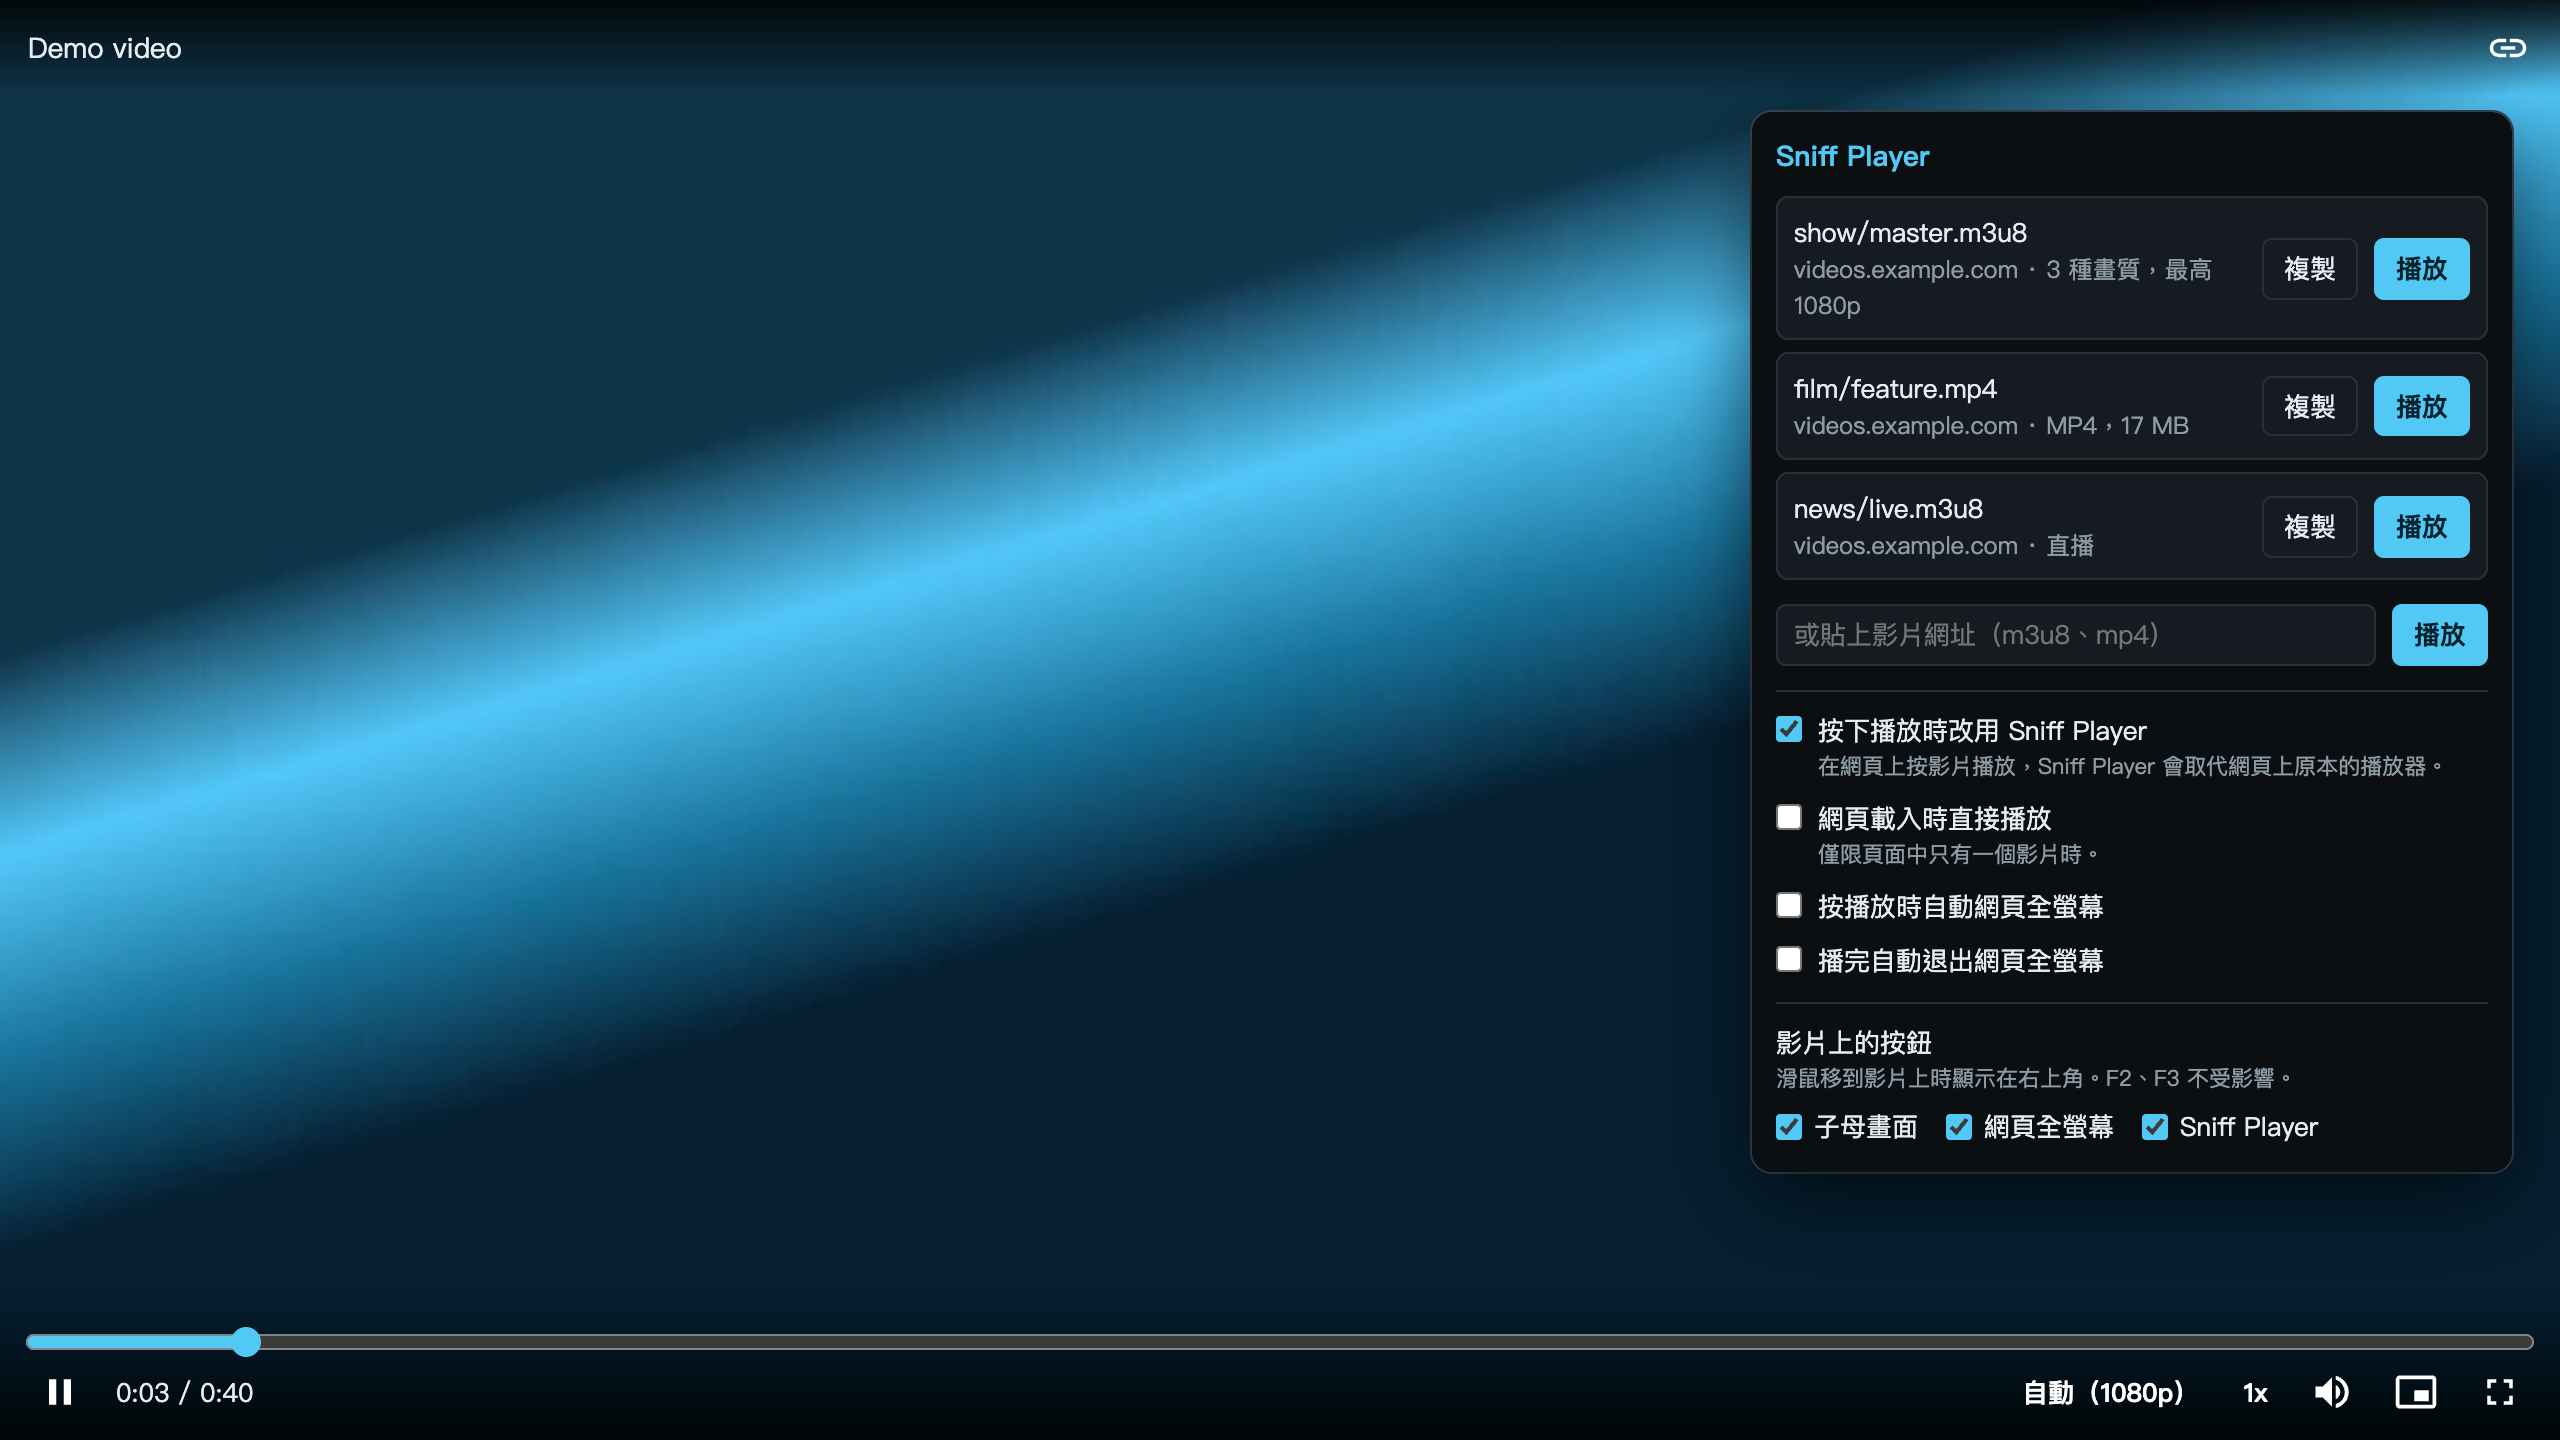 Demo video
Sniff Player
show/master.m3u8
videos.example.com · 3 種畫質，最高
1080p
複製
播放
film/feature.mp4
videos.example.com · MP4，17 MB
複製
播放
news/live.m3u8
videos.example.com · 直播
複製
播放
或貼上影片網址（m3u8、mp4）
播放
按下播放時改用 Sniff Player
在網頁上按影片播放，Sniff Player 會取代網頁上原本的播放器。
網頁載入時直接播放
僅限頁面中只有一個影片時。
按播放時自動網頁全螢幕
播完自動退出網頁全螢幕
影片上的按鈕
滑鼠移到影片上時顯示在右上角。F2、F3 不受影響。
子母畫面 網頁全螢幕 Sniff Player
0:03 / 0:40
自動（1080p） 1x